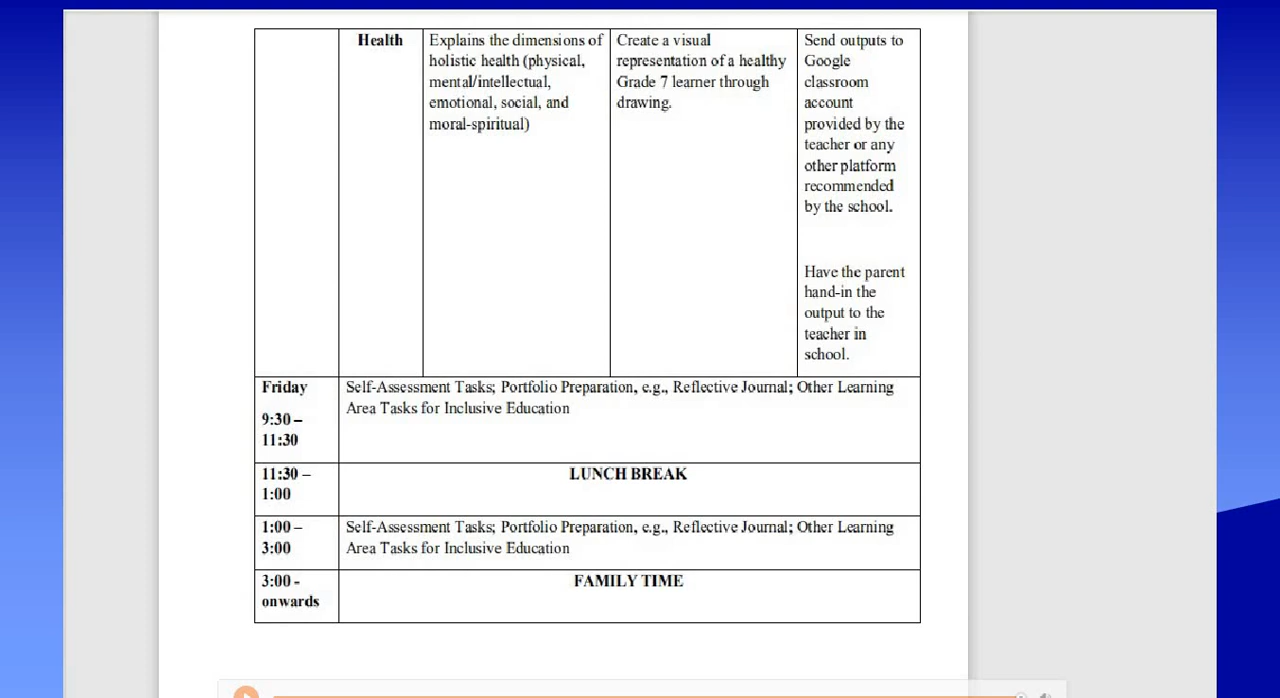 Health
Explains the dimensions of
holistic health (physical,
mental/intellectual,
emotional, social, and
moral-spiritual)
Create a visual
representation of a healthy
Grade 7 learner through
drawing.
Send outputs to
Google
classroom
account
provided by the
teacher or any
other platform
recommended
by the school.
Have the parent
hand-in the
output to the
teacher in
school.
Friday
9:30 –
11:30
Self-Assessment Tasks; Portfolio Preparation, e.g., Reflective Journal; Other Learning
Area Tasks for Inclusive Education
11:30 –
1:00
LUNCH BREAK
1:00 –
3:00
Self-Assessment Tasks; Portfolio Preparation, e.g., Reflective Journal; Other Learning
Area Tasks for Inclusive Education
3:00 -
onwards
FAMILY TIME